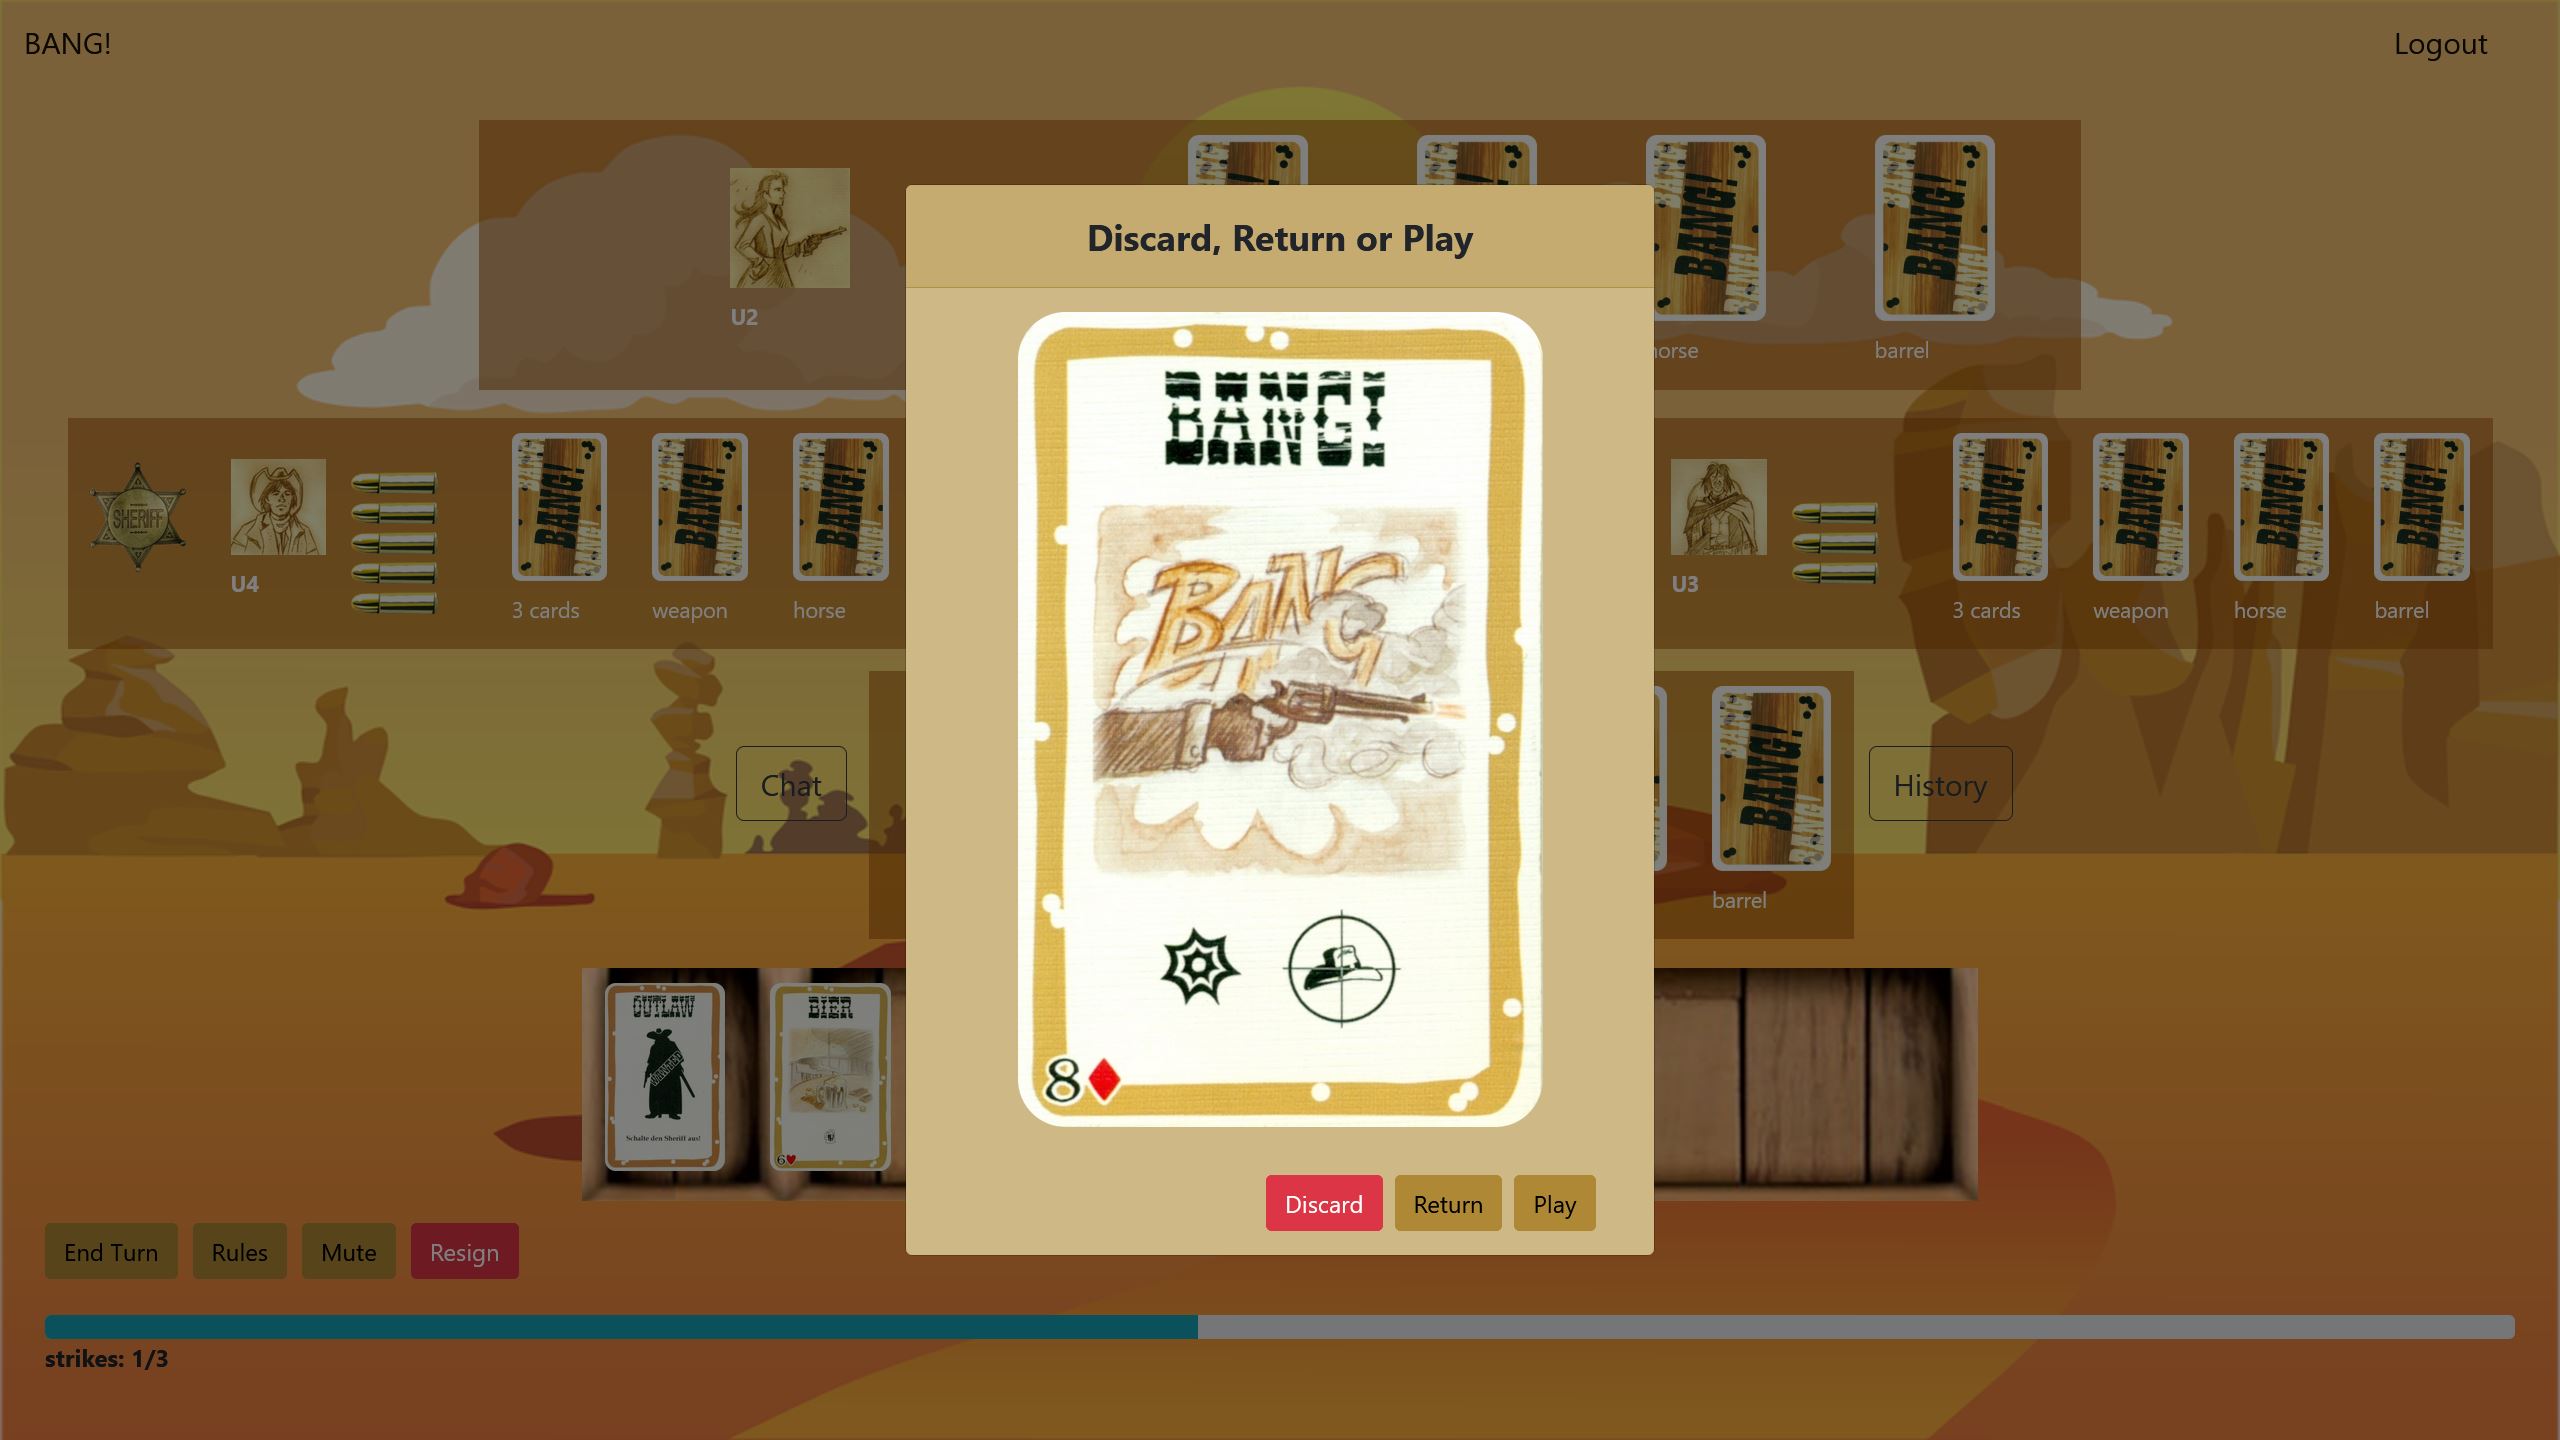 BANG!
Logout
Discard, Return or Play
U2
horse
barrel
BANG!
BANG
8
SHERIFF
U4
3 cards
weapon
horse
U3
3 cards
weapon
horse
barrel
Chat
barrel
History
OUTLAW
WANTED
Schalte den Sheriff aus!
BIER
6
Discard
Return
Play
End Turn
Rules
Mute
Resign
strikes: 1/3